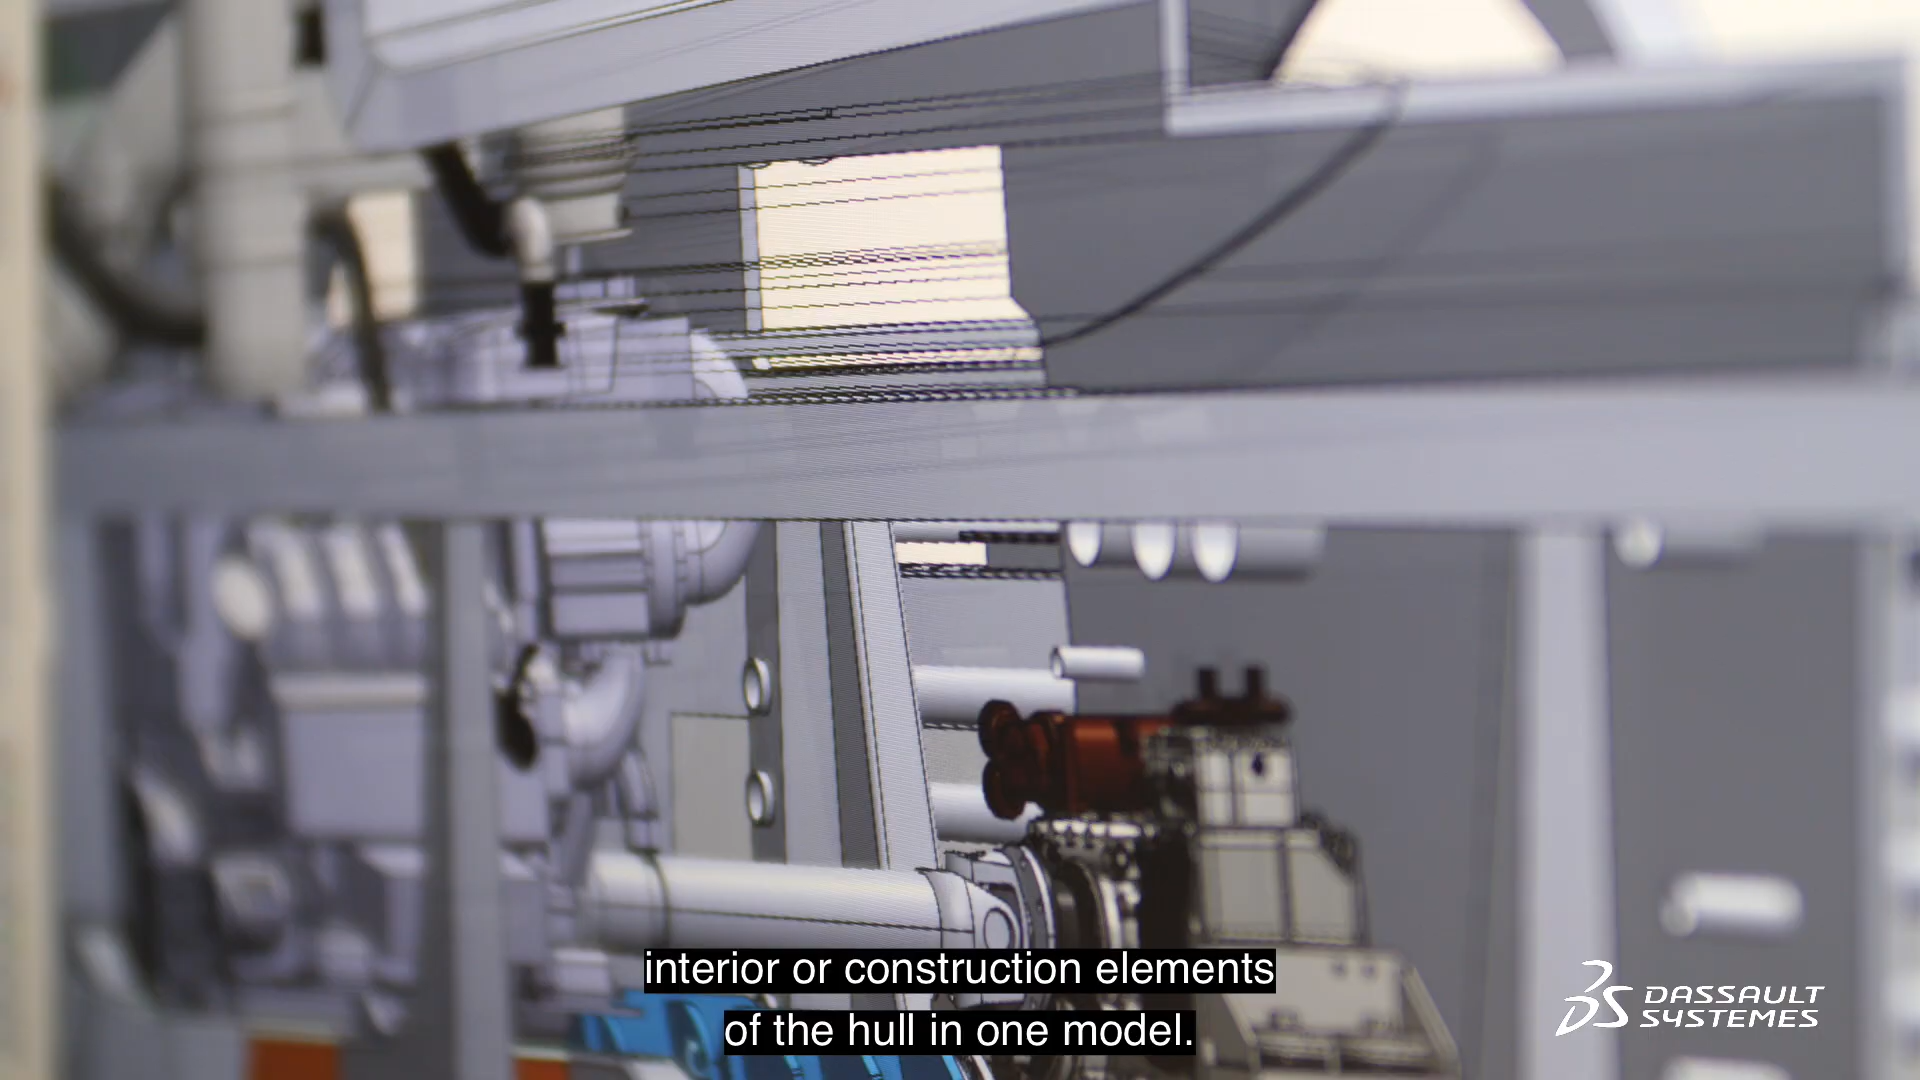 interior or construction elements
of the hull in one model.
DASSAULT
SYSTEMES